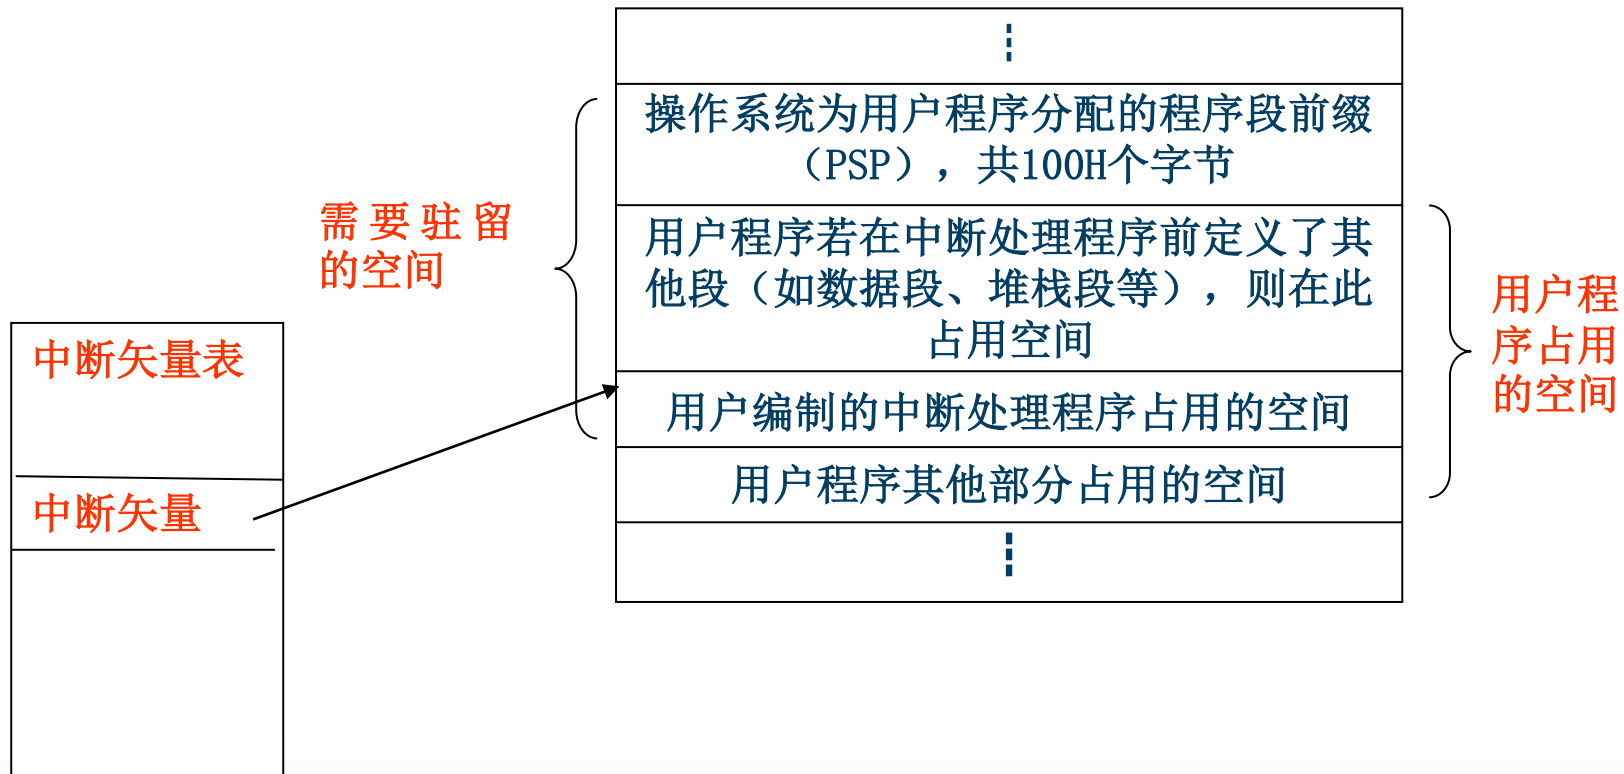 操作系统为用户程序分配的程序段前缀
（PSP），共100H个字节
需要驻留
的空间
用户程序若在中断处理程序前定义了其
他段（如数据段、堆栈段等），则在此
占用空间
用户程
序占用
的空间
中断矢量表
用户编制的中断处理程序占用的空间
用户程序其他部分占用的空间
中断矢量